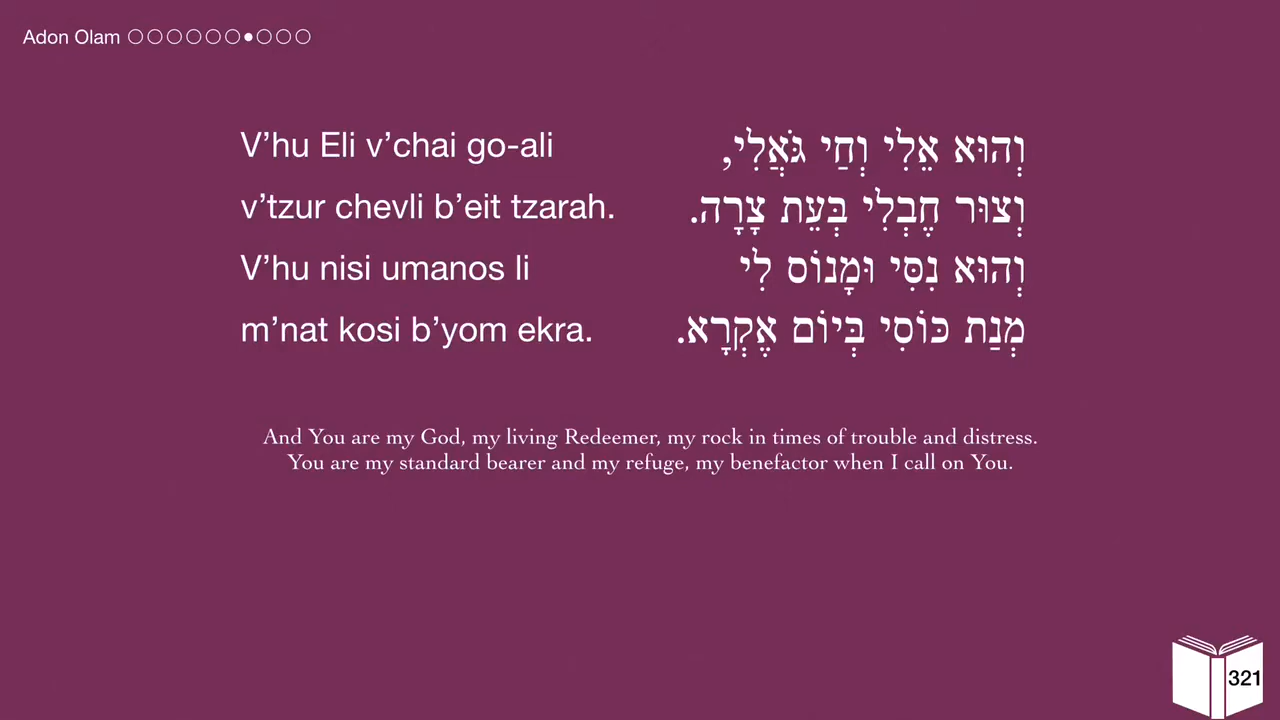 Adon Olam
V’hu Eli v’chai go-ali
v’tzur chevli b’eit tzarah.
V’hu nisi umanos li
m’nat kosi b’yom ekra.
וְהוּא אֵלִי וְחַי גֹּאֲלִי,
וְצוּר חֶבְלִי בְּעֵת צָרָה.
וְהוּא נִסִּי וּמָנוֹס לִי
מְנַת כּוֹסִי בְּיוֹם אֶקְרָא.
And You are my God, my living Redeemer, my rock in times of trouble and distress.
You are my standard bearer and my refuge, my benefactor when I call on You.
321